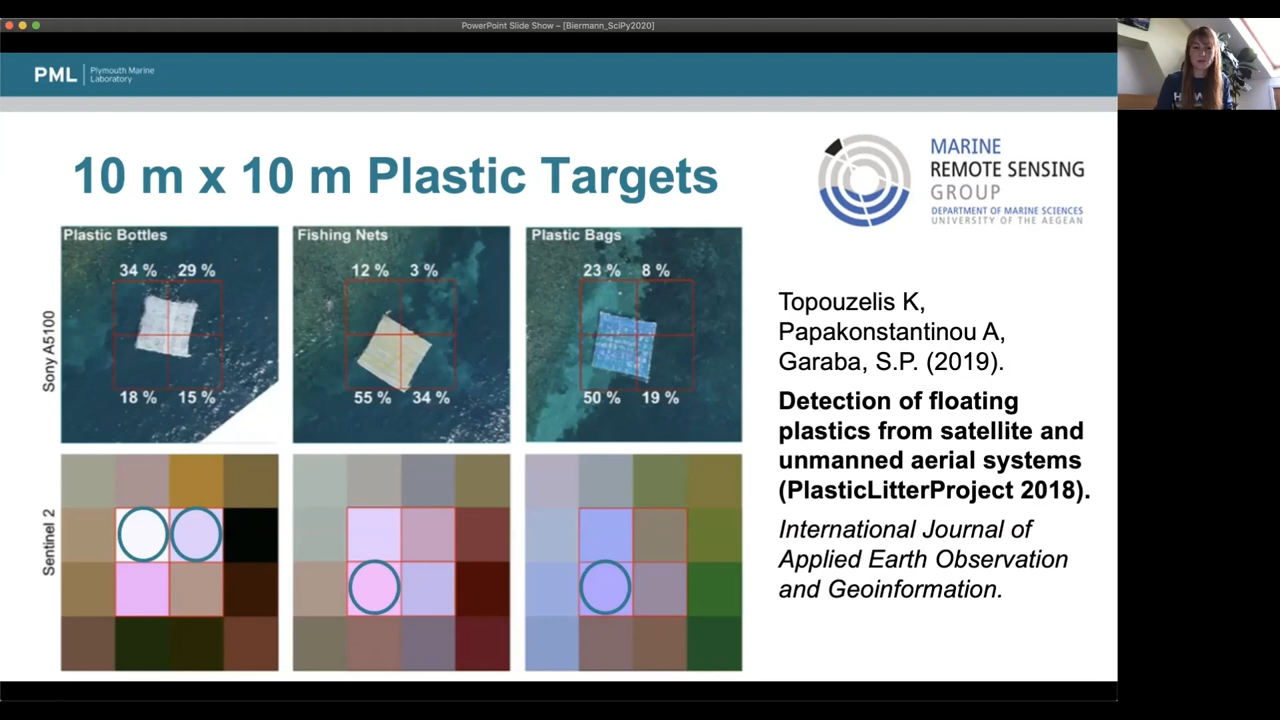 PowerPoint Slide Show – [Biermann_SciPy2020]
PML
Plymouth Marine
Laboratory
10 m x 10 m Plastic Targets
MARINE
REMOTE SENSING
GROUP
DEPARTMENT OF MARINE SCIENCES
UNIVERSITY OF THE AEGEAN
Plastic Bottles
34 % 29 %
18 % 15 %
Fishing Nets
12 % 3 %
55 % 34 %
Plastic Bags
23 % 8 %
50 % 19 %
Sony A5100
Sentinel 2
Topouzelis K,
Papakonstantinou A,
Garaba, S.P. (2019).
Detection of floating
plastics from satellite and
unmanned aerial systems
(PlasticLitterProject 2018).
International Journal of
Applied Earth Observation
and Geoinformation.